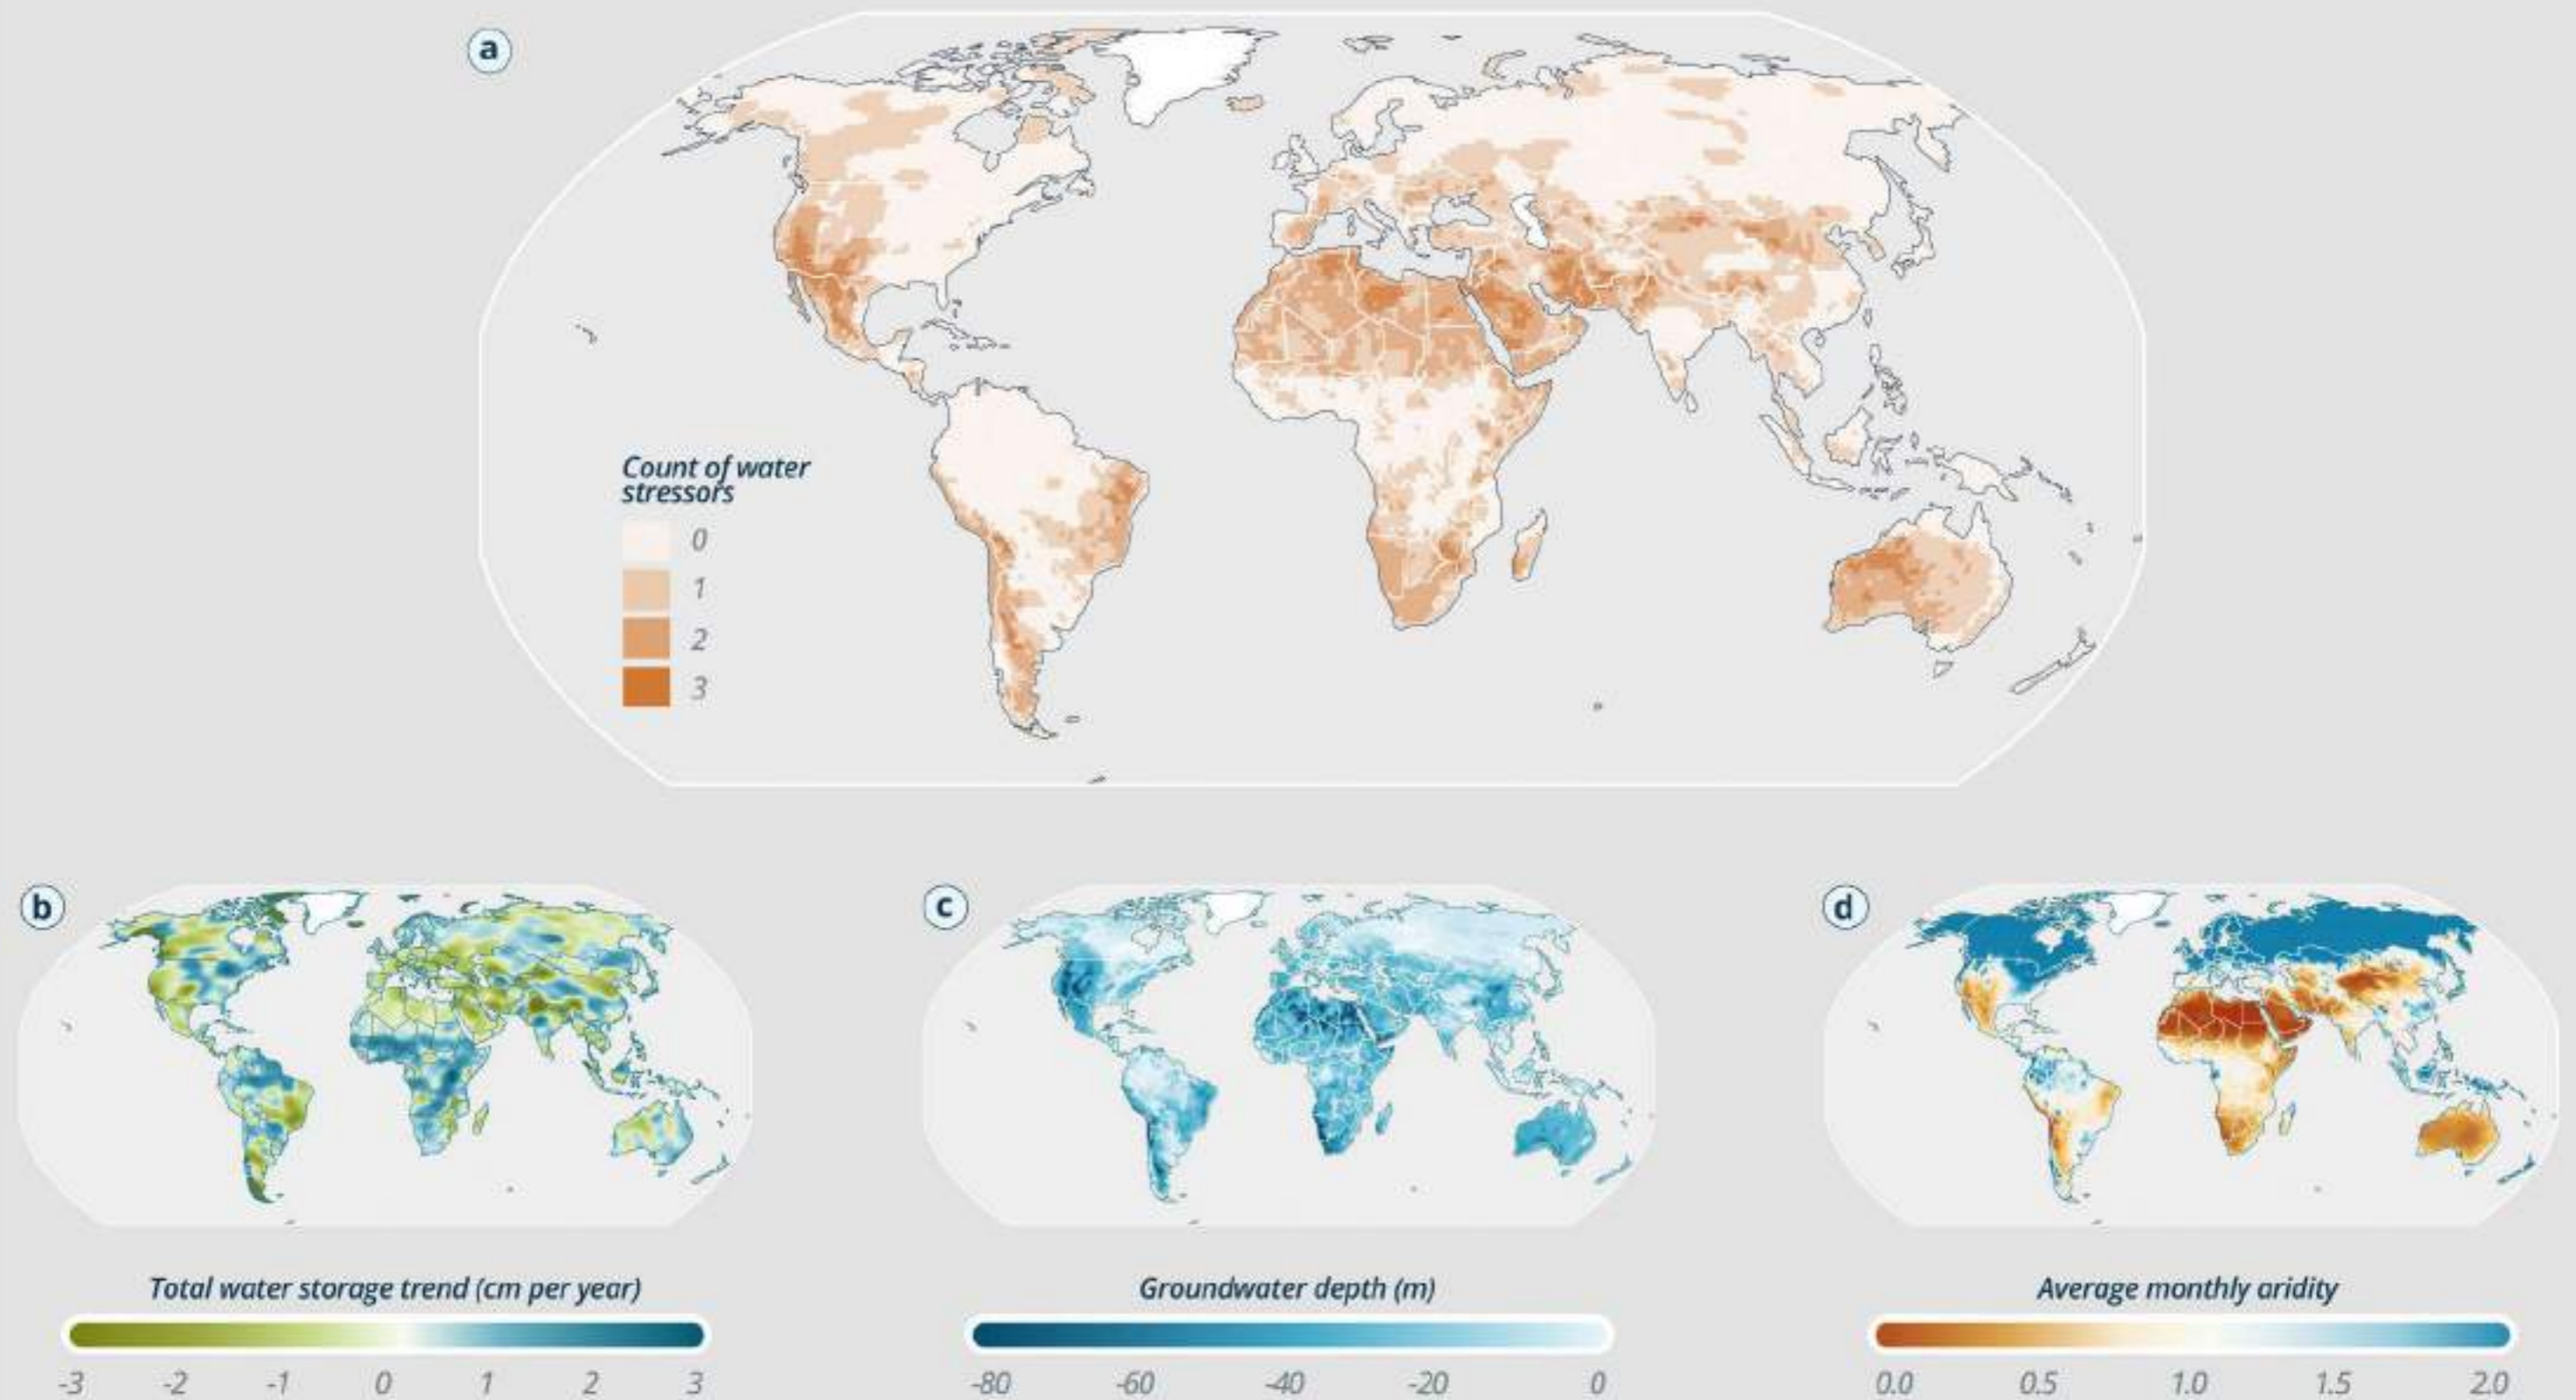 a
Count of water
stressors
0
1
2
3
b
c
d
Total water storage trend (cm per year)
-3 -2 -1 0 1 2 3
Groundwater depth (m)
-80 -60 -40 -20 0
Average monthly aridity
0.0 0.5 1.0 1.5 2.0